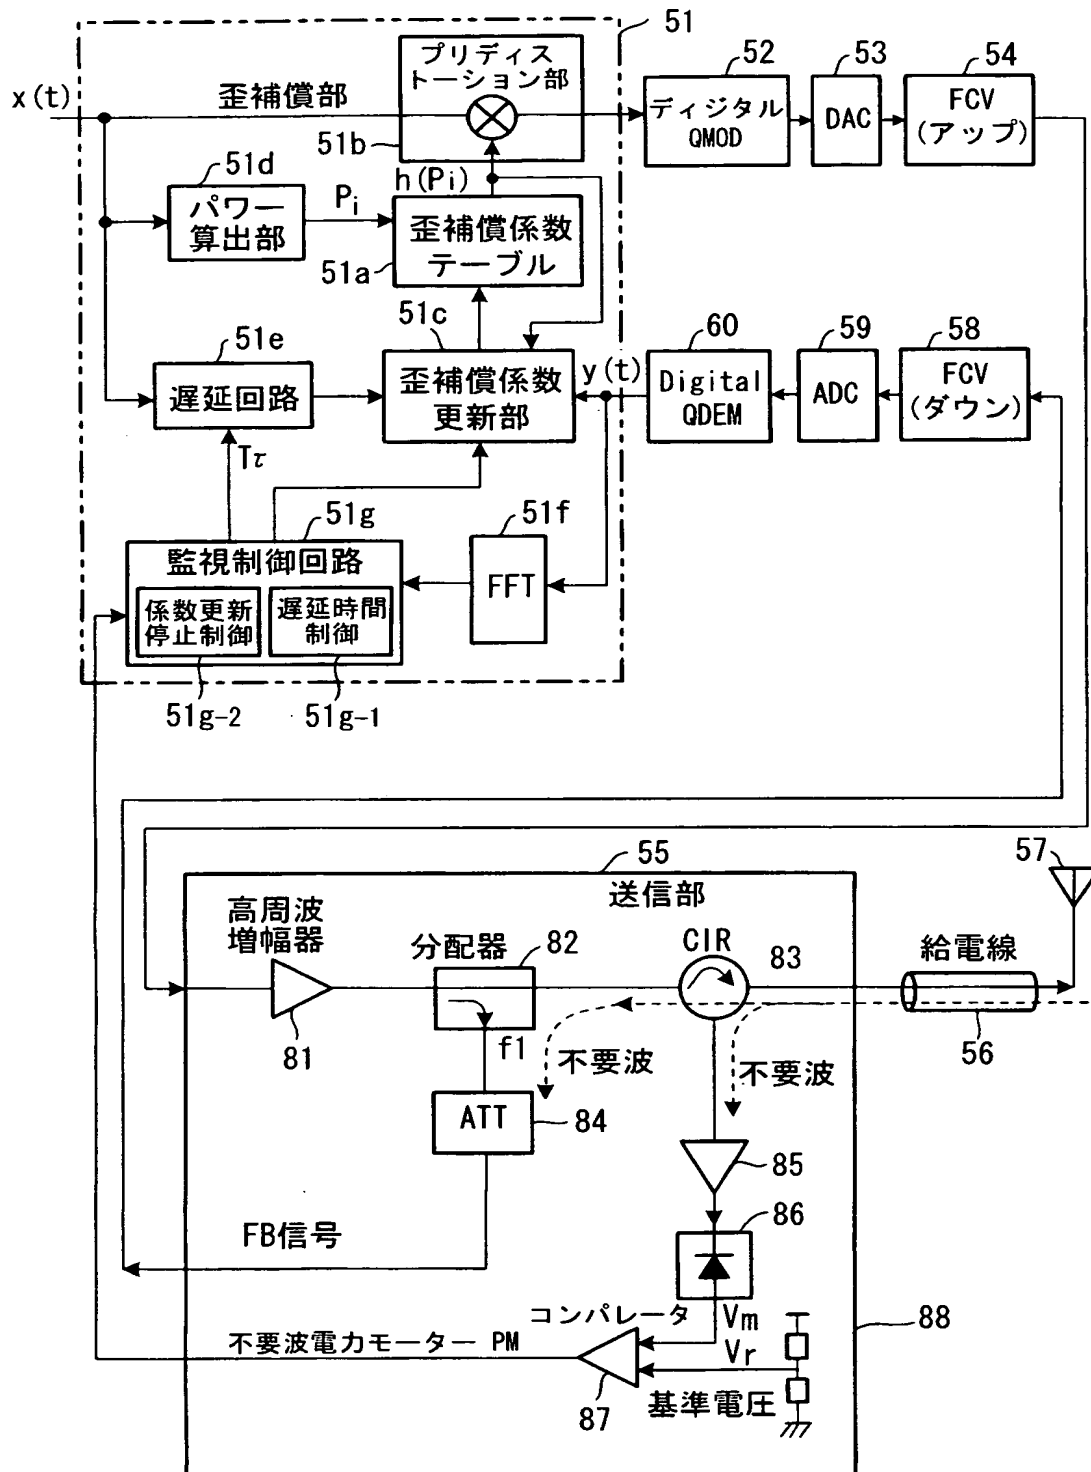 51
プリディス
トーション部
52
53
54
x(t)
歪補償部
ディジタル
QMOD
DAC
FCV
(アップ)
51b
51d
h(Pi)
Pi
パワー
算出部
歪補償係数
テーブル
51a
51c
51e
60
59
58
y(t)
遅延回路
歪補償係数
更新部
Digital
QDEM
ADC
FCV
(ダウン)
Tτ
51g
51f
監視制御回路
FFT
係数更新
停止制御
遅延時間
制御
51g-2
51g-1
55
57
送信部
高周波
増幅器
分配器
82
CIR
83
給電線
81
f1
不要波
不要波
56
ATT
84
85
86
FB信号
コンパレータ
Vm
88
不要波電力モーター PM
Vr
87
基準電圧